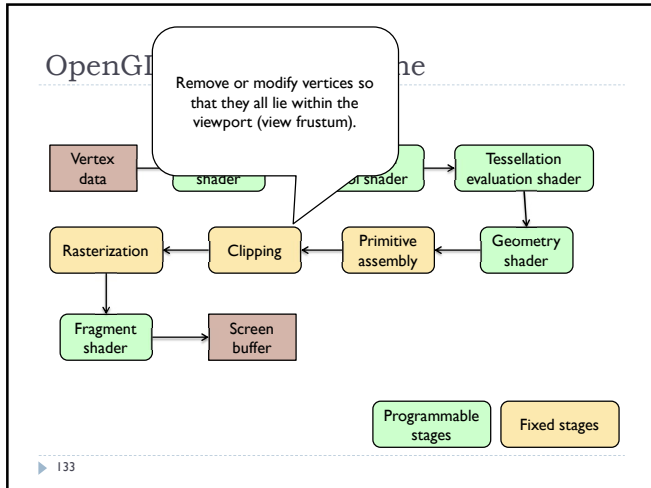 OpenGL
ne
Remove or modify vertices so
that they all lie within the
viewport (view frustum).
Vertex
data
shader
ol shader
Tessellation
evaluation shader
Rasterization
Clipping
Primitive
assembly
Geometry
shader
Fragment
shader
Screen
buffer
Programmable
stages
Fixed stages
133